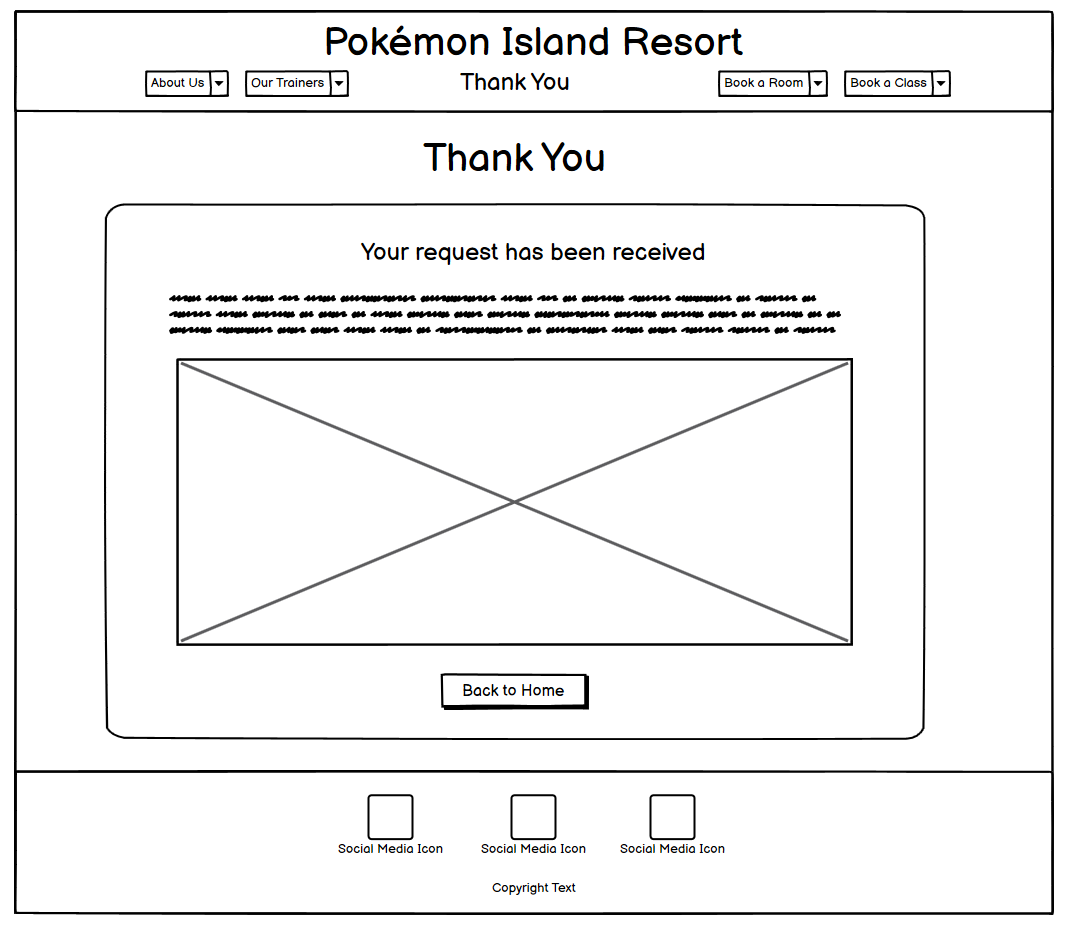 Pokémon Island Resort
About Us Our Trainers Thank You Book a Room Book a Class
Thank You
Your request has been received
Back to Home
Social Media Icon Social Media Icon Social Media Icon
Copyright Text